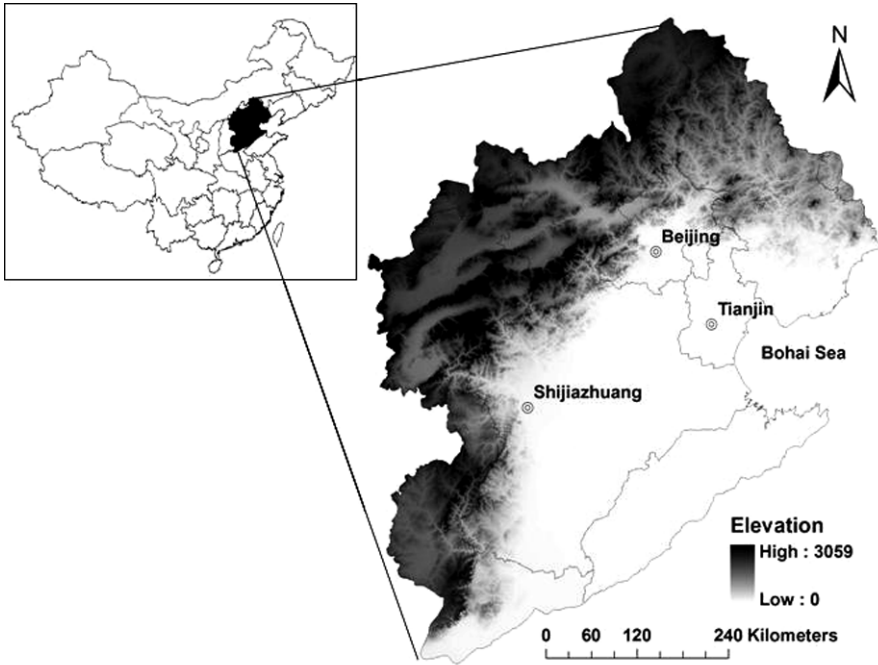 N
Beijing
Tianjin
Bohai Sea
Shijiazhuang
Elevation
High : 3059
Low : 0
0 60 120 240 Kilometers